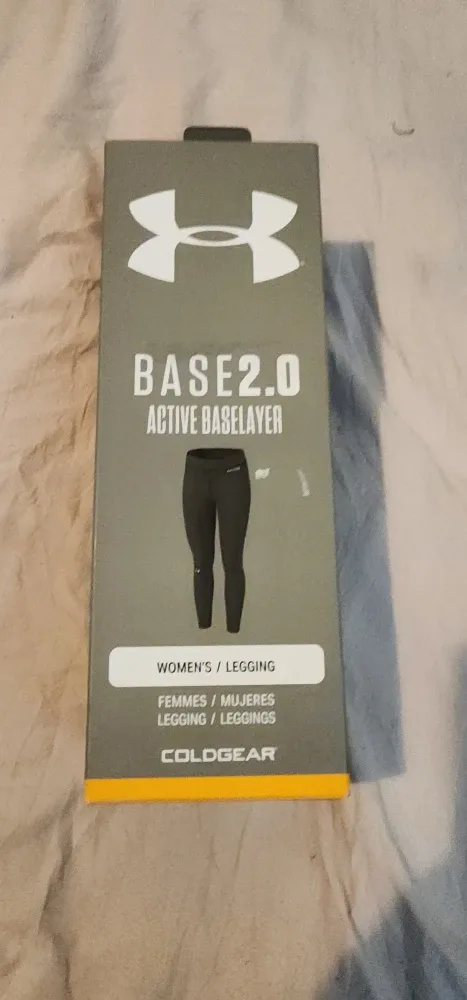 BASE2.0
ACTIVE BASELAYER
WOMEN'S / LEGGING
FEMMES / MUJERES
LEGGING / LEGGINGS
COLDGEAR